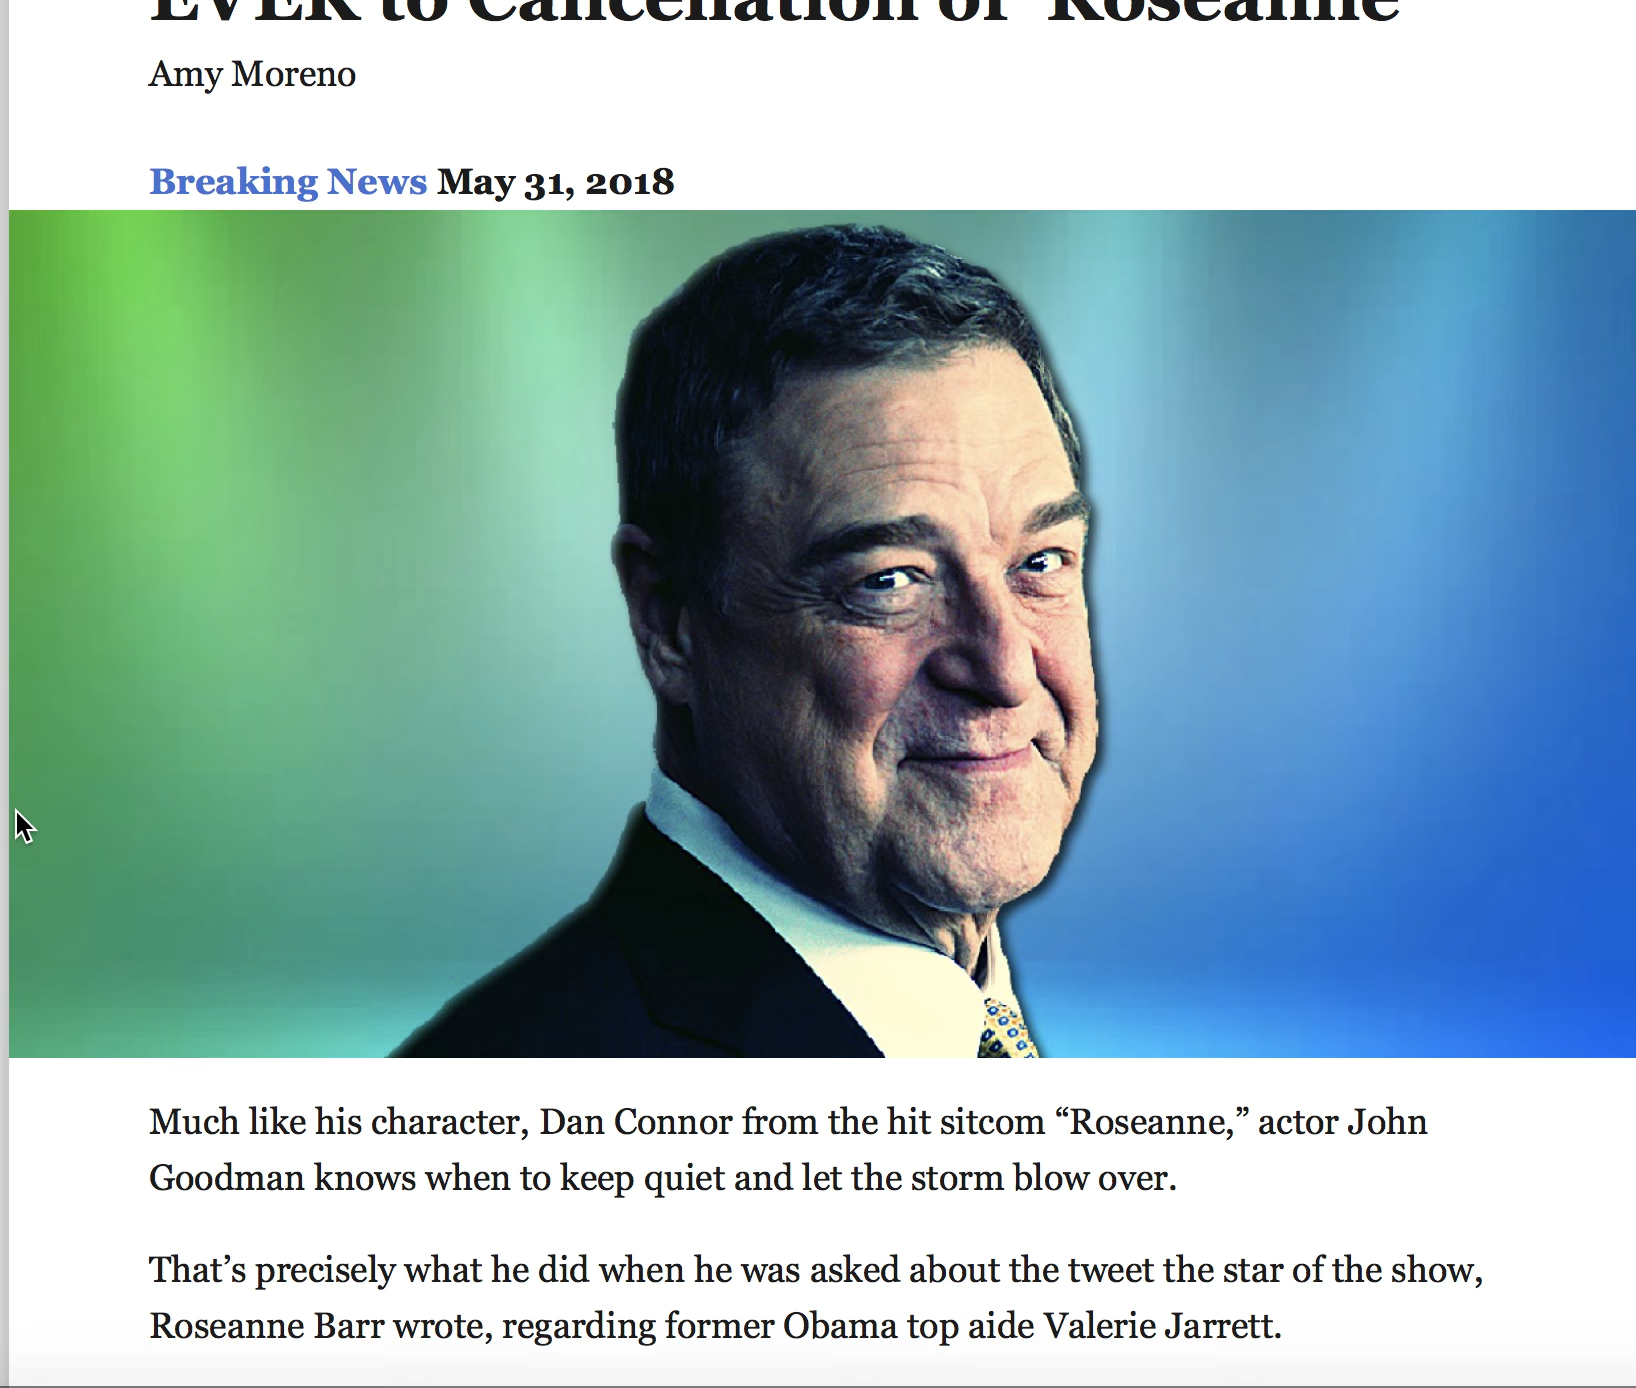 EVER to Cancellation of ‘Roseanne’
Amy Moreno
Breaking News May 31, 2018
Much like his character, Dan Connor from the hit sitcom “Roseanne,” actor John
Goodman knows when to keep quiet and let the storm blow over.
That’s precisely what he did when he was asked about the tweet the star of the show,
Roseanne Barr wrote, regarding former Obama top aide Valerie Jarrett.